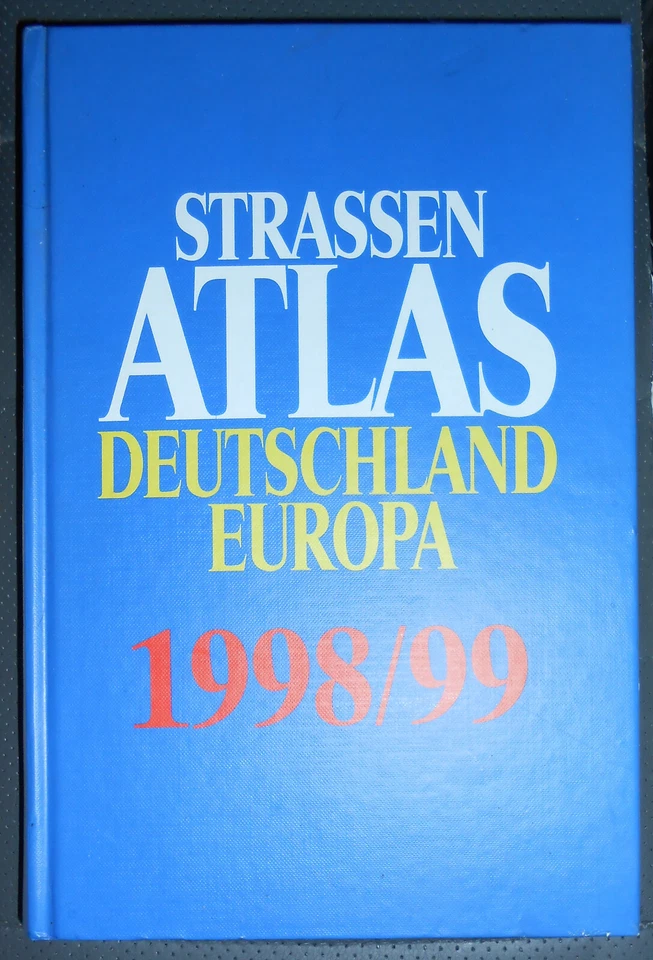 STRASSEN
ATLAS
DEUTSCHLAND
EUROPA
1998/99